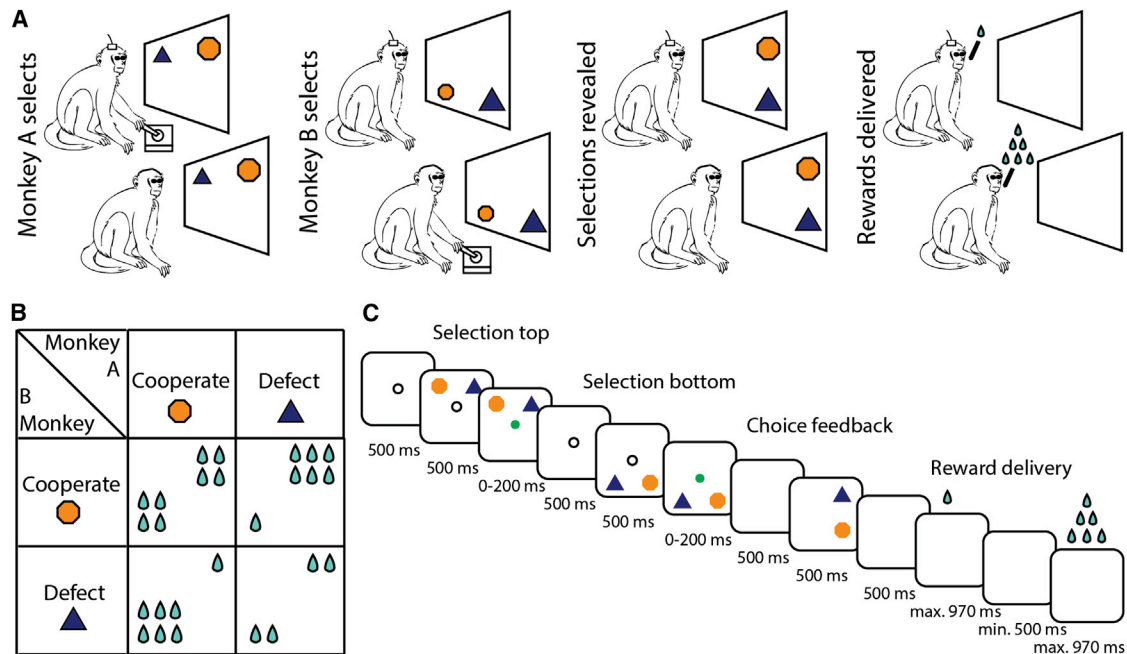 A
Monkey A selects
Monkey B selects
Selections revealed
Rewards delivered
B
Monkey
A
B
Monkey
Cooperate
Defect
Cooperate
Defect
C
Selection top
Selection bottom
Choice feedback
Reward delivery
500 ms
500 ms
0-200 ms
500 ms
500 ms
0-200 ms
500 ms
500 ms
500 ms
max. 970 ms
min. 500 ms
max. 970 ms